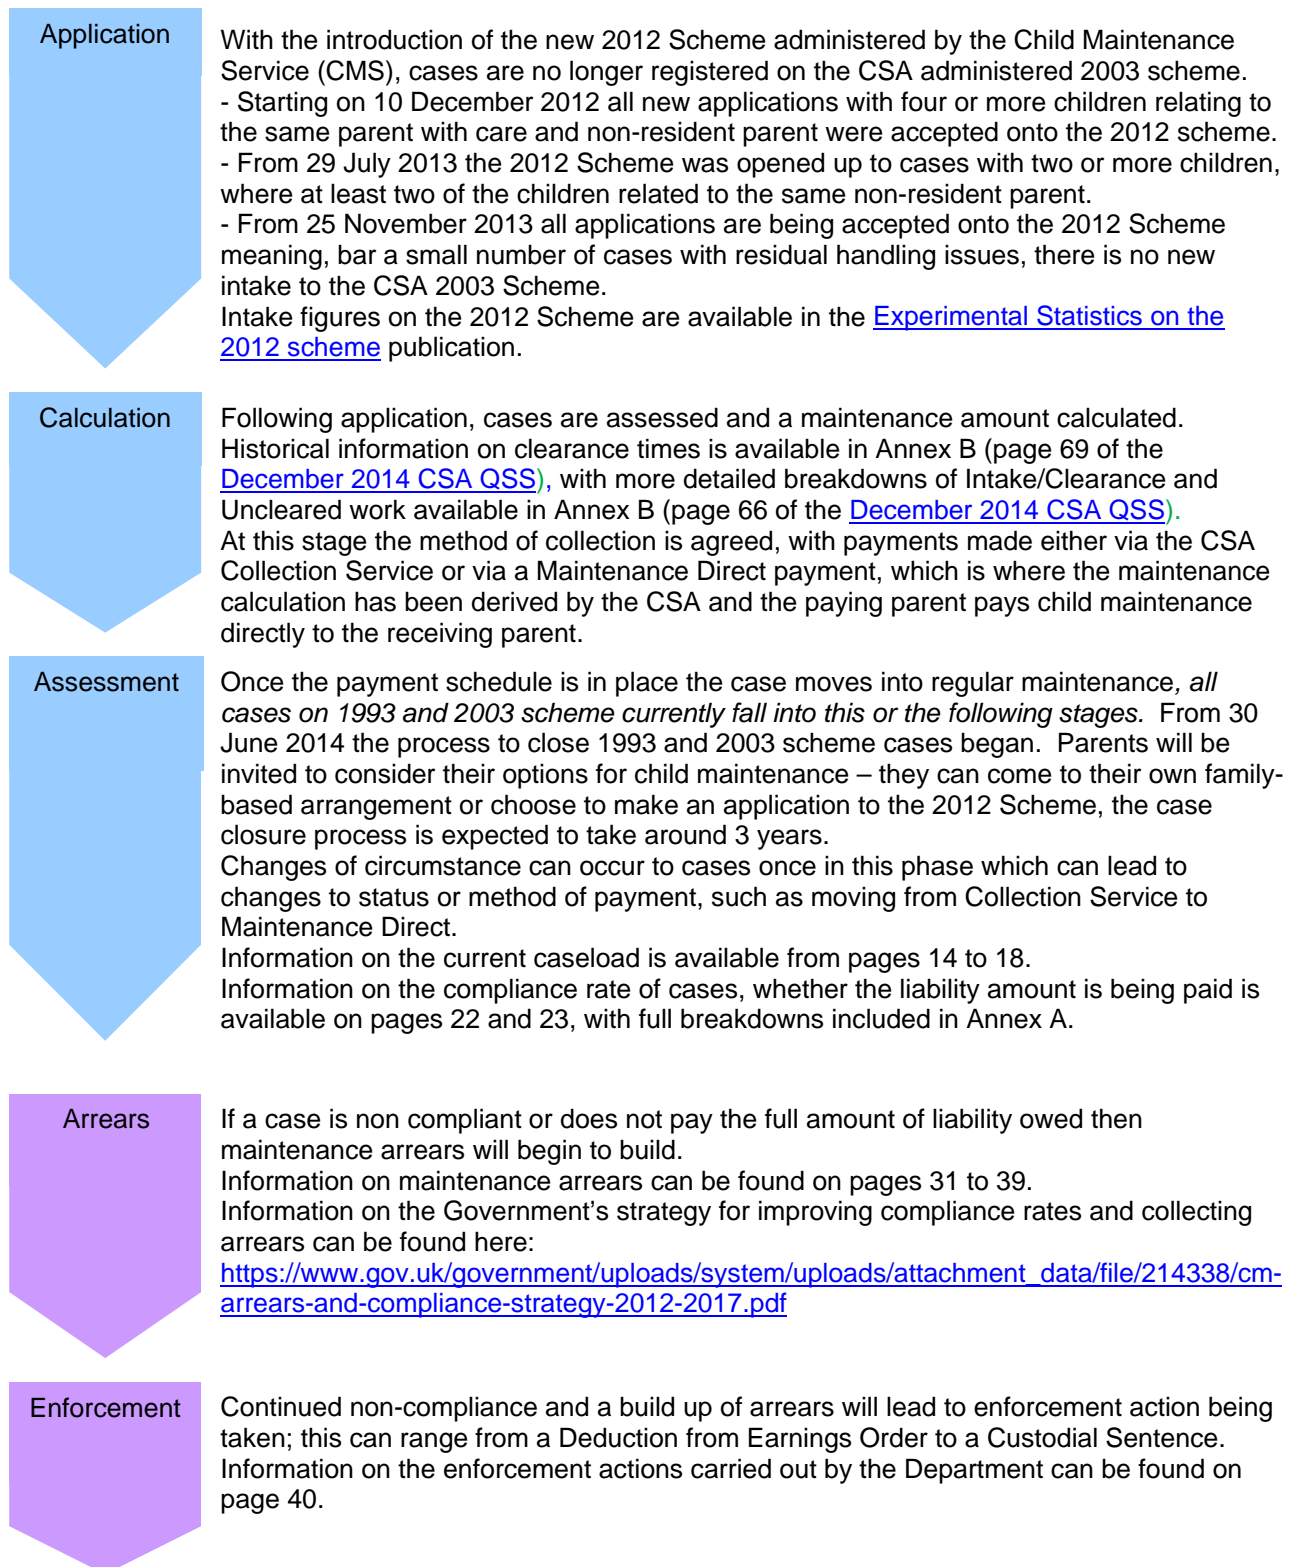 Application
With the introduction of the new 2012 Scheme administered by the Child Maintenance
Service (CMS), cases are no longer registered on the CSA administered 2003 scheme.
- Starting on 10 December 2012 all new applications with four or more children relating to
the same parent with care and non-resident parent were accepted onto the 2012 scheme.
- From 29 July 2013 the 2012 Scheme was opened up to cases with two or more children,
where at least two of the children related to the same non-resident parent.
- From 25 November 2013 all applications are being accepted onto the 2012 Scheme
meaning, bar a small number of cases with residual handling issues, there is no new
intake to the CSA 2003 Scheme.
Intake figures on the 2012 Scheme are available in the Experimental Statistics on the
2012 scheme publication.
Calculation
Following application, cases are assessed and a maintenance amount calculated.
Historical information on clearance times is available in Annex B (page 69 of the
December 2014 CSA QSS), with more detailed breakdowns of Intake/Clearance and
Uncleared work available in Annex B (page 66 of the December 2014 CSA QSS).
At this stage the method of collection is agreed, with payments made either via the CSA
Collection Service or via a Maintenance Direct payment, which is where the maintenance
calculation has been derived by the CSA and the paying parent pays child maintenance
directly to the receiving parent.
Assessment
Once the payment schedule is in place the case moves into regular maintenance, all
cases on 1993 and 2003 scheme currently fall into this or the following stages.  From 30
June 2014 the process to close 1993 and 2003 scheme cases began.  Parents will be
invited to consider their options for child maintenance – they can come to their own family-
based arrangement or choose to make an application to the 2012 Scheme, the case
closure process is expected to take around 3 years.
Changes of circumstance can occur to cases once in this phase which can lead to
changes to status or method of payment, such as moving from Collection Service to
Maintenance Direct.
Information on the current caseload is available from pages 14 to 18.
Information on the compliance rate of cases, whether the liability amount is being paid is
available on pages 22 and 23, with full breakdowns included in Annex A.
Arrears
If a case is non compliant or does not pay the full amount of liability owed then
maintenance arrears will begin to build.
Information on maintenance arrears can be found on pages 31 to 39.
Information on the Government's strategy for improving compliance rates and collecting
arrears can be found here:
https://www.gov.uk/government/uploads/system/uploads/attachment_data/file/214338/cm-
arrears-and-compliance-strategy-2012-2017.pdf
Enforcement
Continued non-compliance and a build up of arrears will lead to enforcement action being
taken; this can range from a Deduction from Earnings Order to a Custodial Sentence.
Information on the enforcement actions carried out by the Department can be found on
page 40.